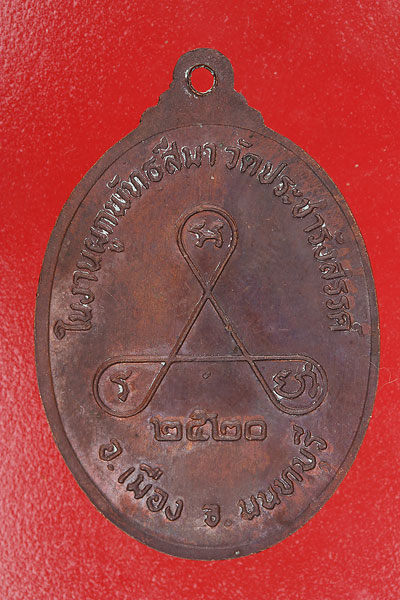 ในงานผูกพัทธสีมา วัดประชารังสรรค์
๒๕๒๐
อ.เมือง จ.นนทบุรี